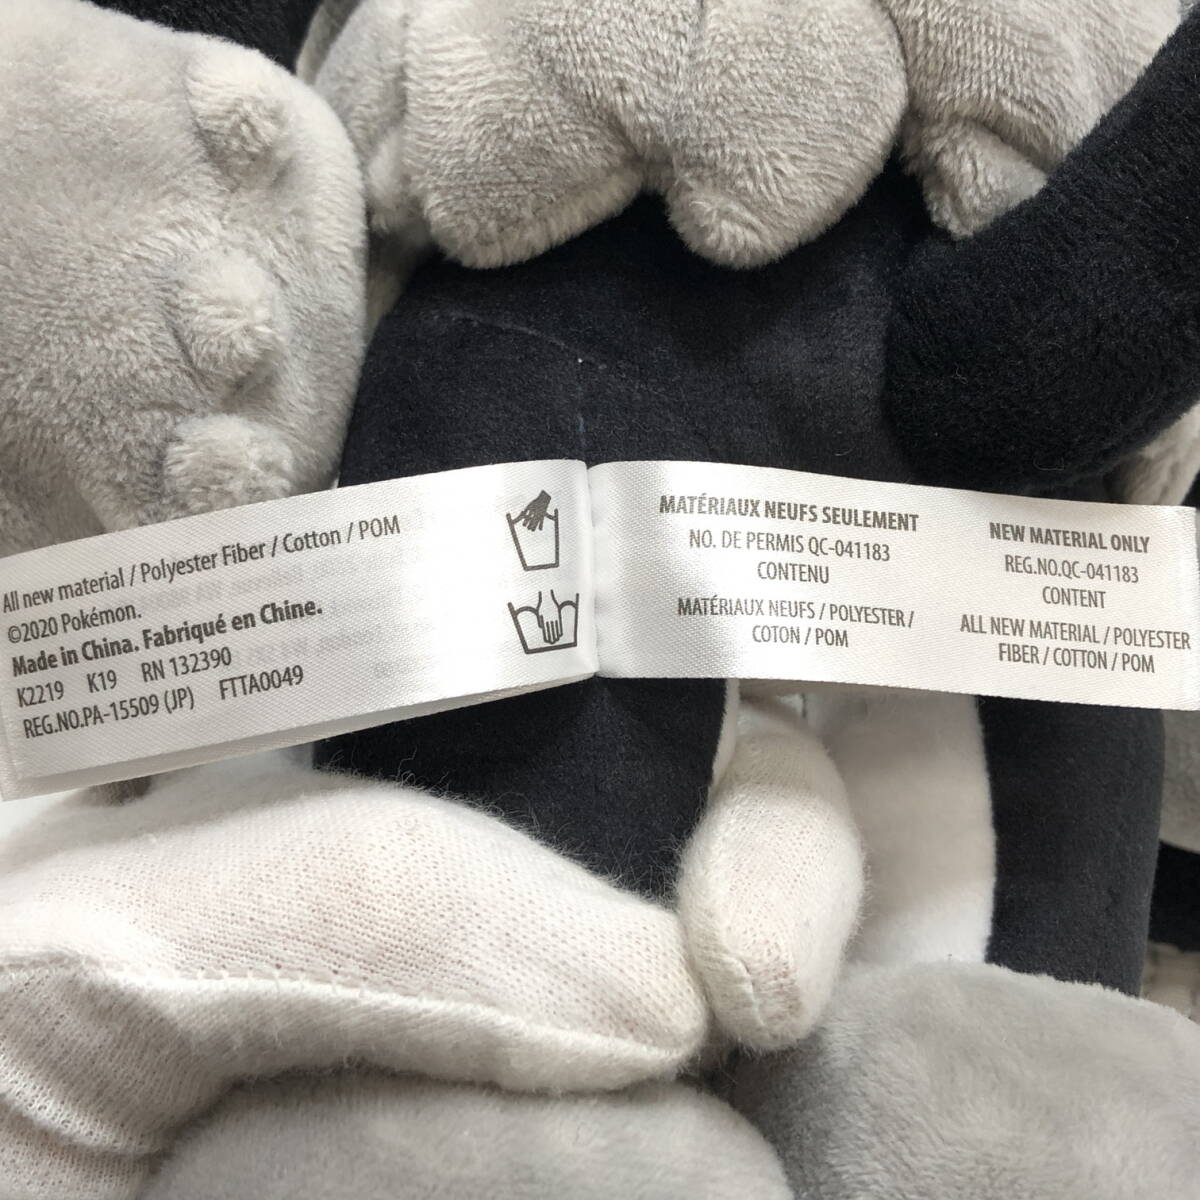 All new material / Polyester Fiber / Cotton / POM
©2020 Pokémon.
Made in China. Fabriqué en Chine.
K2219 K19 RN 132390
REG.NO.PA-15509 (JP) FTTA0049
MATÉRIAUX NEUFS SEULEMENT
NO. DE PERMIS QC-041183
CONTENU
MATÉRIAUX NEUFS / POLYESTER /
COTON / POM
NEW MATERIAL ONLY
REG.NO.QC-041183
CONTENT
ALL NEW MATERIAL / POLYESTER
FIBER / COTTON / POM